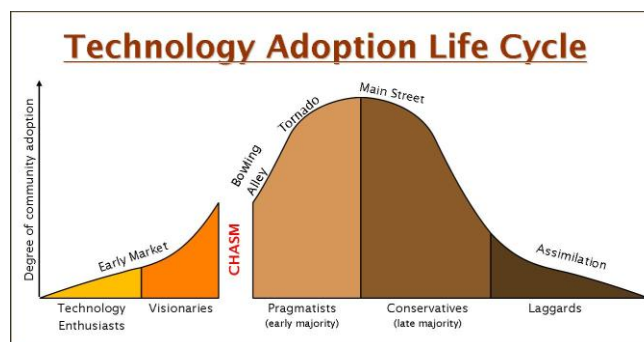 Technology Adoption Life Cycle
Degree of community adoption
Early Market
CHASM
Bowling
Alley
Tornado
Main Street
Assimilation
Technology
Enthusiasts
Visionaries
Pragmatists
(early majority)
Conservatives
(late majority)
Laggards